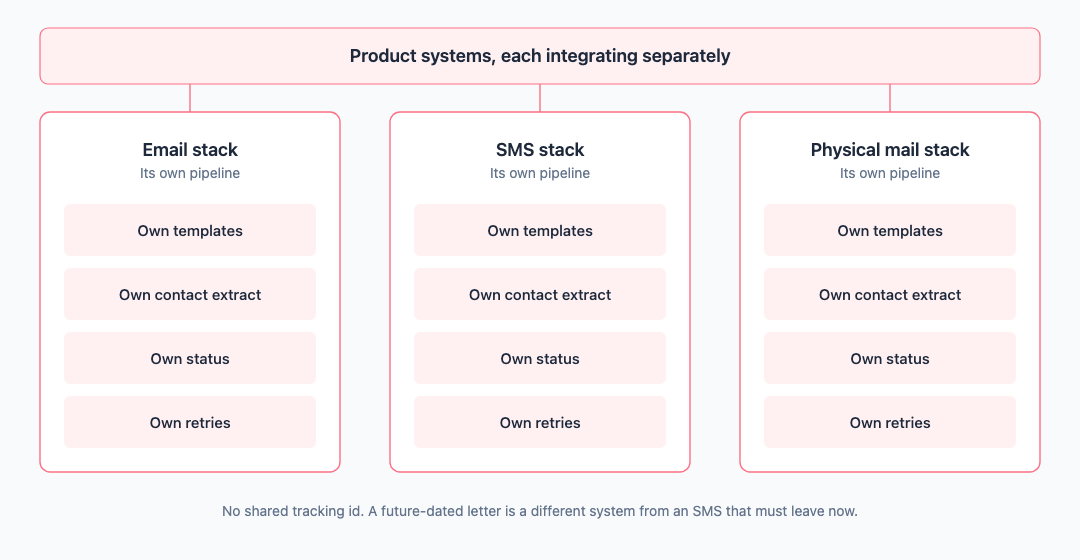 Product systems, each integrating separately
Email stack
Its own pipeline
Own templates
Own contact extract
Own status
Own retries
SMS stack
Its own pipeline
Own templates
Own contact extract
Own status
Own retries
Physical mail stack
Its own pipeline
Own templates
Own contact extract
Own status
Own retries
No shared tracking id. A future-dated letter is a different system from an SMS that must leave now.